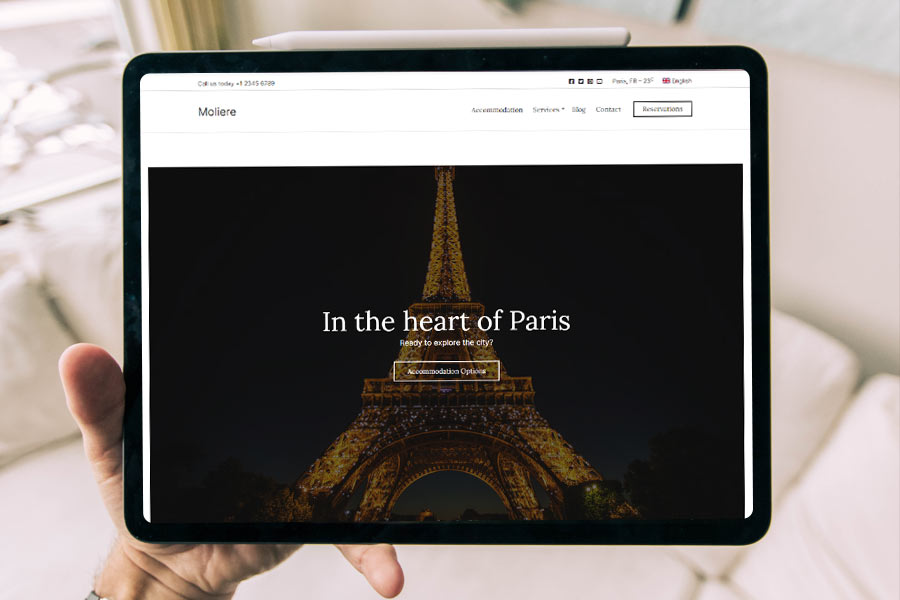 Call us today +1 2345 6789
Paris, FR – 23°
English
Moliere
Accommodation Services Blog Contact Reservations
In the heart of Paris
Ready to explore the city?
Accommodation Options